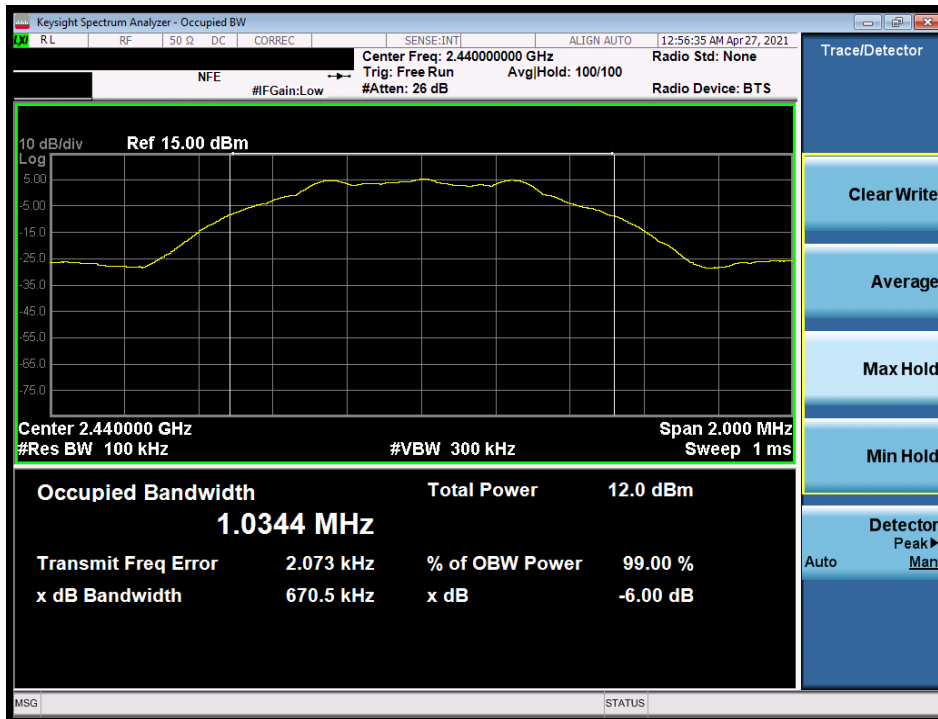 Keysight Spectrum Analyzer - Occupied BW
LXI RL RF 50 Ω DC CORREC SENSE:INT ALIGN AUTO 12:56:35 AM Apr 27, 2021
Center Freq: 2.440000000 GHz Radio Std: None
NFE Trig: Free Run Avg|Hold: 100/100
#IFGain:Low #Atten: 26 dB Radio Device: BTS
10 dB/div Ref 15.00 dBm
Log
5.00
-5.00
-15.0
-25.0
-35.0
-45.0
-55.0
-65.0
-75.0
Center 2.440000 GHz Span 2.000 MHz
#Res BW 100 kHz #VBW 300 kHz Sweep 1 ms
Occupied Bandwidth Total Power 12.0 dBm
1.0344 MHz
Transmit Freq Error 2.073 kHz % of OBW Power 99.00 %
x dB Bandwidth 670.5 kHz x dB -6.00 dB
MSG STATUS
Trace/Detector
Clear Write
Average
Max Hold
Min Hold
Detector
Peak▶
Auto Man